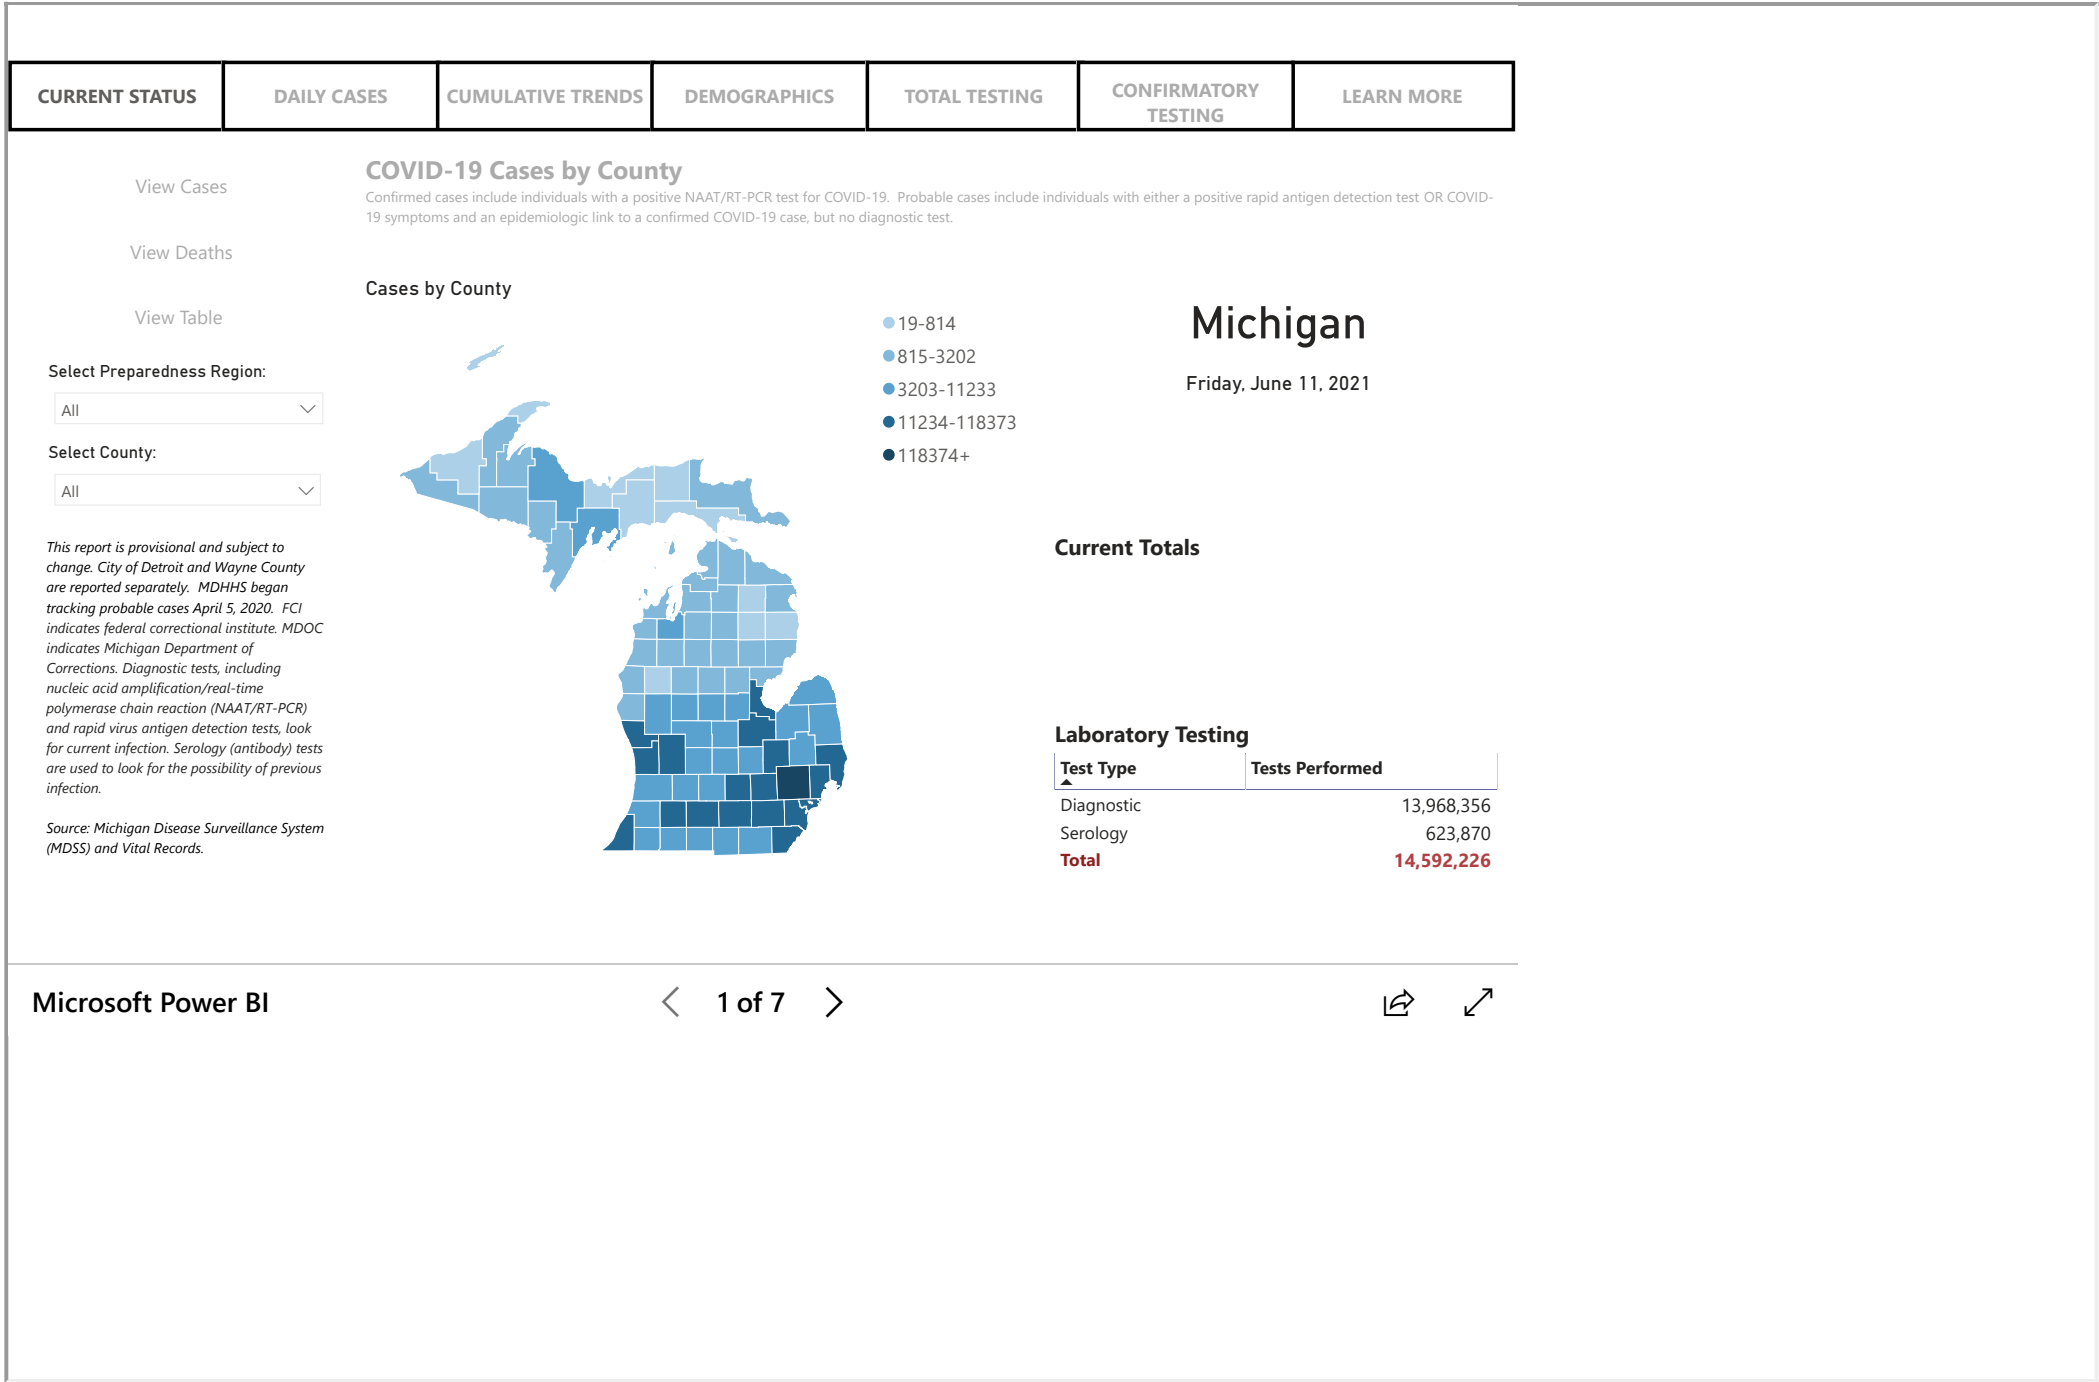 CURRENT STATUS
DAILY CASES
CUMULATIVE TRENDS
DEMOGRAPHICS
TOTAL TESTING
CONFIRMATORY
TESTING
LEARN MORE
View Cases
View Deaths
View Table
Select Preparedness Region:
All
Select County:
All
This report is provisional and subject to
change. City of Detroit and Wayne County
are reported separately.  MDHHS began
tracking probable cases April 5, 2020.  FCI
indicates federal correctional institute. MDOC
indicates Michigan Department of
Corrections. Diagnostic tests, including
nucleic acid amplification/real-time
polymerase chain reaction (NAAT/RT-PCR)
and rapid virus antigen detection tests, look
for current infection. Serology (antibody) tests
are used to look for the possibility of previous
infection.
Source: Michigan Disease Surveillance System
(MDSS) and Vital Records.
COVID-19 Cases by County
Confirmed cases include individuals with a positive NAAT/RT-PCR test for COVID-19.  Probable cases include individuals with either a positive rapid antigen detection test OR COVID-
19 symptoms and an epidemiologic link to a confirmed COVID-19 case, but no diagnostic test.
Cases by County
19-814
815-3202
3203-11233
11234-118373
118374+
Michigan
Friday, June 11, 2021
Current Totals
Laboratory Testing
Test Type Tests Performed
Diagnostic 13,968,356
Serology 623,870
Total 14,592,226
Microsoft Power BI
1 of 7